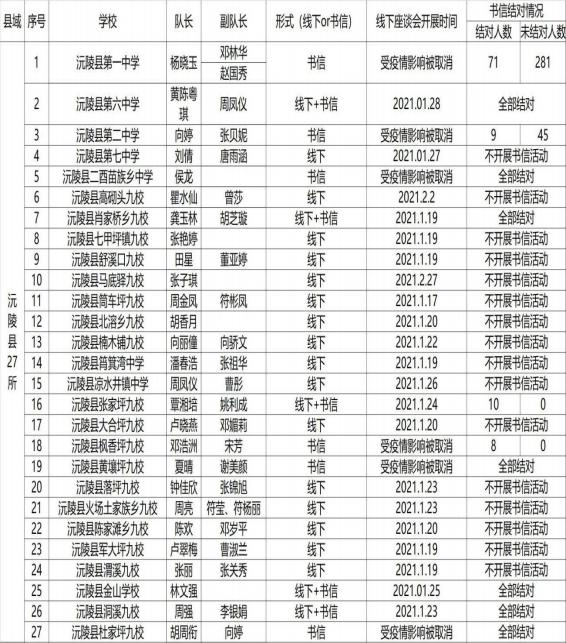 县域 序号 学校 队长 副队长 形式（线下or书信） 线下座谈会开展时间 书信结对情况
结对人数 未结对人数
沅陵县27所
1 沅陵县第一中学 杨晓玉 邓林华 赵国秀 书信 受疫情影响被取消 71 281
2 沅陵县第六中学 黄陈粤琪 周凤仪 线下+书信 2021.01.28 全部结对
3 沅陵县第二中学 向婷 张贝妮 书信 受疫情影响被取消 9 45
4 沅陵县第七中学 刘倩 唐雨涵 线下 2021.01.27 不开展书信活动
5 沅陵县二酉苗族乡中学 侯龙 书信 受疫情影响被取消 全部结对
6 沅陵县高砌头九校 瞿水仙 曾莎 线下 2021.2.2 不开展书信活动
7 沅陵县肖家桥乡九校 龚玉林 胡芝璇 线下+书信 2021.1.19 全部结对
8 沅陵县七甲坪镇九校 张艳婷 线下 2021.1.19 不开展书信活动
9 沅陵县舒溪口九校 田星 董亚婷 线下 2021.1.19 不开展书信活动
10 沅陵县马底驿九校 张子琪 线下 2021.2.27 不开展书信活动
11 沅陵县筒车坪九校 周金凤 符彬凤 线下 2021.1.17 不开展书信活动
12 沅陵县北溶乡九校 胡香月 线下 2021.1.20 不开展书信活动
13 沅陵县楠木铺九校 向丽僮 向骄文 线下 2021.1.22 不开展书信活动
14 沅陵县筲箕湾中学 潘春浩 张祖华 线下 2021.1.19 不开展书信活动
15 沅陵县凉水井镇中学 周凤仪 曹彤 线下 2021.1.26 不开展书信活动
16 沅陵县张家坪九校 覃湘培 姚利成 线下+书信 2021.1.24 10 0
17 沅陵县大合坪九校 卢晓燕 邓媚莉 线下 2021.1.20 不开展书信活动
18 沅陵县枫香坪九校 邓浩洲 宋芳 书信 受疫情影响被取消 8 0
19 沅陵县黄壤坪九校 夏晴 谢美颜 书信 受疫情影响被取消 全部结对
20 沅陵县落坪九校 钟佳欣 张锦旭 线下 2021.1.23 不开展书信活动
21 沅陵县火场土家族乡九校 周亮 符莹、符杨丽 线下 2021.1.23 不开展书信活动
22 沅陵县陈家滩乡九校 陈欢 邓岁平 线下 2021.1.20 不开展书信活动
23 沅陵县军大坪九校 卢翠梅 曹淑兰 线下 2021.1.19 不开展书信活动
24 沅陵县渭溪九校 张丽 张关秀 线下 2021.1.19 不开展书信活动
25 沅陵县金山学校 林文强 线下+书信 2021.01.25 全部结对
26 沅陵县洞溪九校 周强 李银娟 线下+书信 2021.1.23 全部结对
27 沅陵县杜家坪九校 胡周衔 向婷 书信 受疫情影响被取消 全部结对